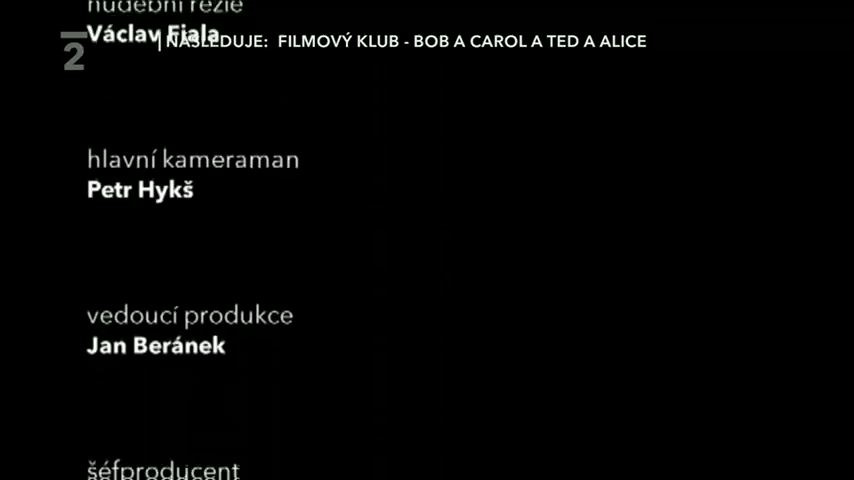 hudební režie
Václav Fiala
2
| NÁSLEDUJE: FILMOVÝ KLUB - BOB A CAROL A TED A ALICE
hlavní kameraman
Petr Hykš
vedoucí produkce
Jan Beránek
šéfproducent